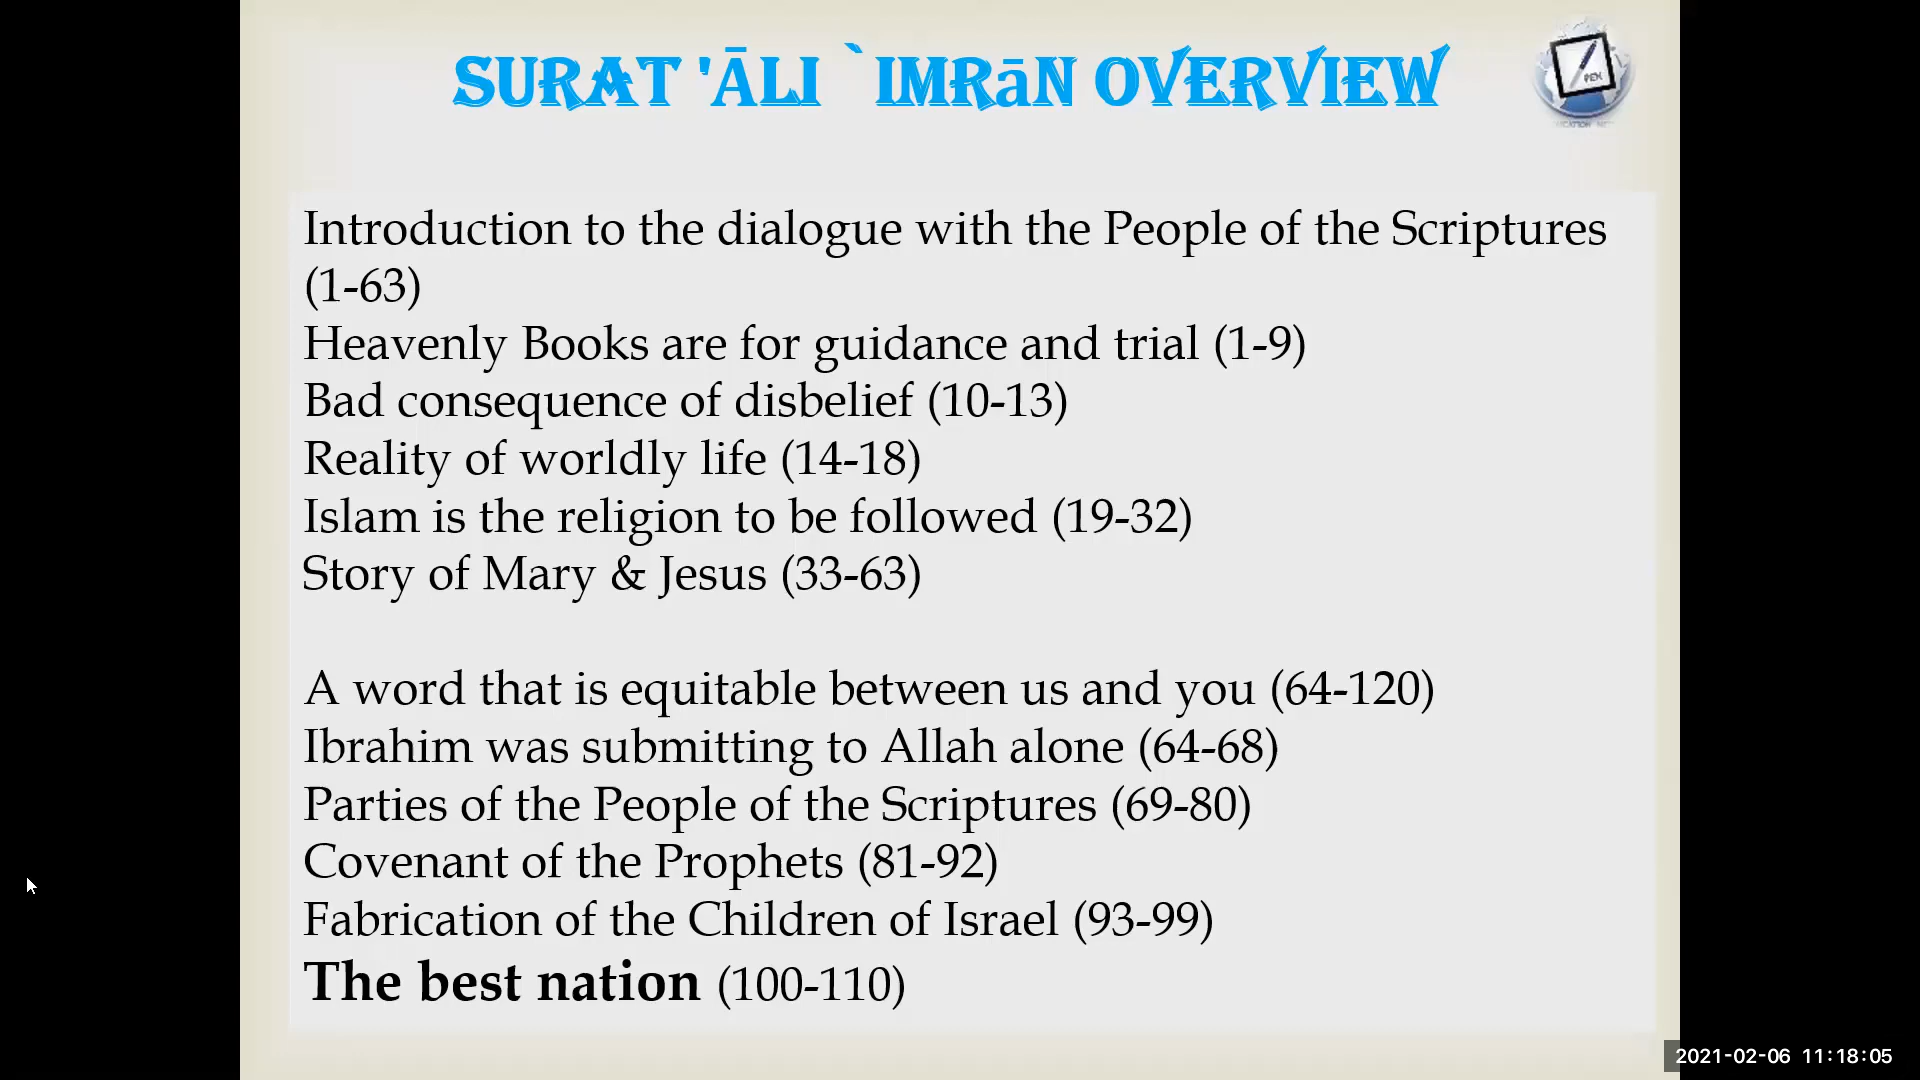 SURAT 'ĀLI `IMRāN OVERVIEW
PEN
Introduction to the dialogue with the People of the Scriptures
(1-63)
Heavenly Books are for guidance and trial (1-9)
Bad consequence of disbelief (10-13)
Reality of worldly life (14-18)
Islam is the religion to be followed (19-32)
Story of Mary & Jesus (33-63)
A word that is equitable between us and you (64-120)
Ibrahim was submitting to Allah alone (64-68)
Parties of the People of the Scriptures (69-80)
Covenant of the Prophets (81-92)
Fabrication of the Children of Israel (93-99)
The best nation (100-110)
2021-02-06 11:18:05